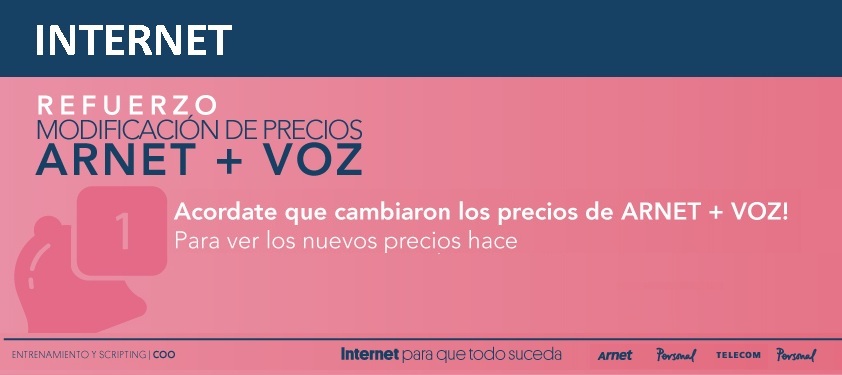 INTERNET
REFUERZO
MODIFICACIÓN DE PRECIOS
ARNET + VOZ
1
Acordate que cambiaron los precios de ARNET + VOZ!
Para ver los nuevos precios hace
ENTRENAMIENTO Y SCRIPTING | COO
Internet para que todo suceda
Arnet Personal TELECOM Personal